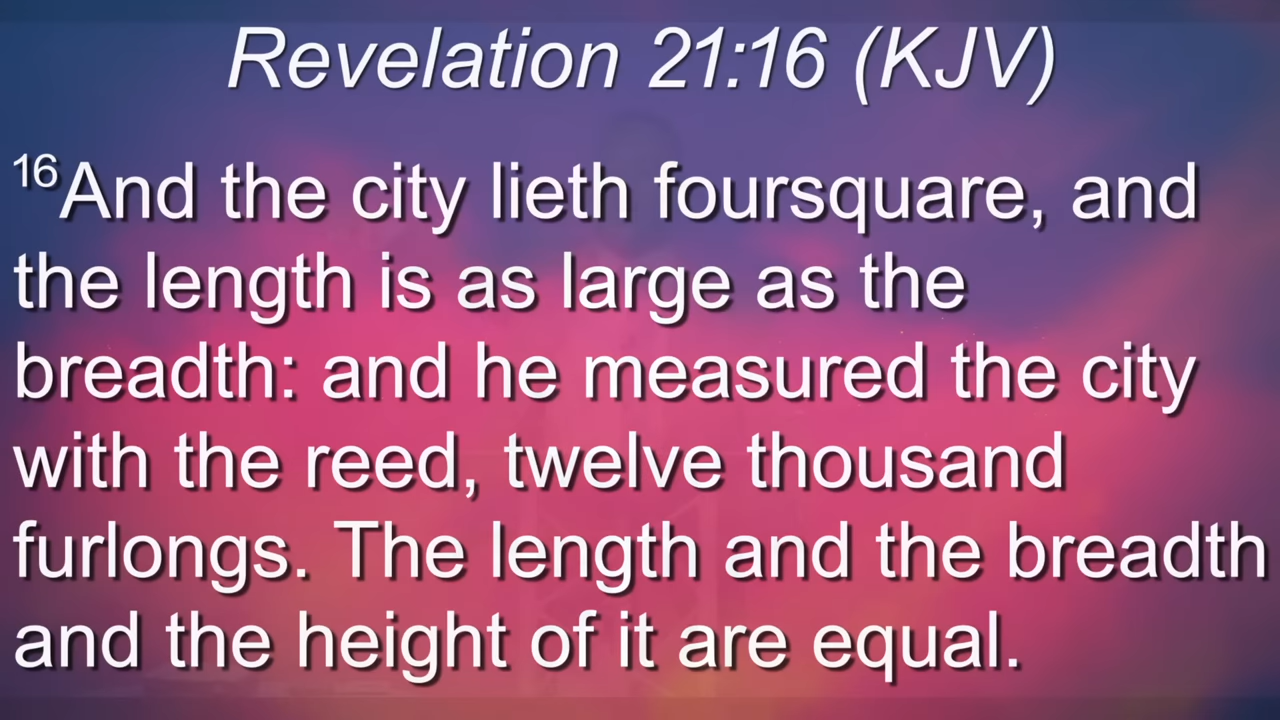 Revelation 21:16 (KJV)
16And the city lieth foursquare, and
the length is as large as the
breadth: and he measured the city
with the reed, twelve thousand
furlongs. The length and the breadth
and the height of it are equal.